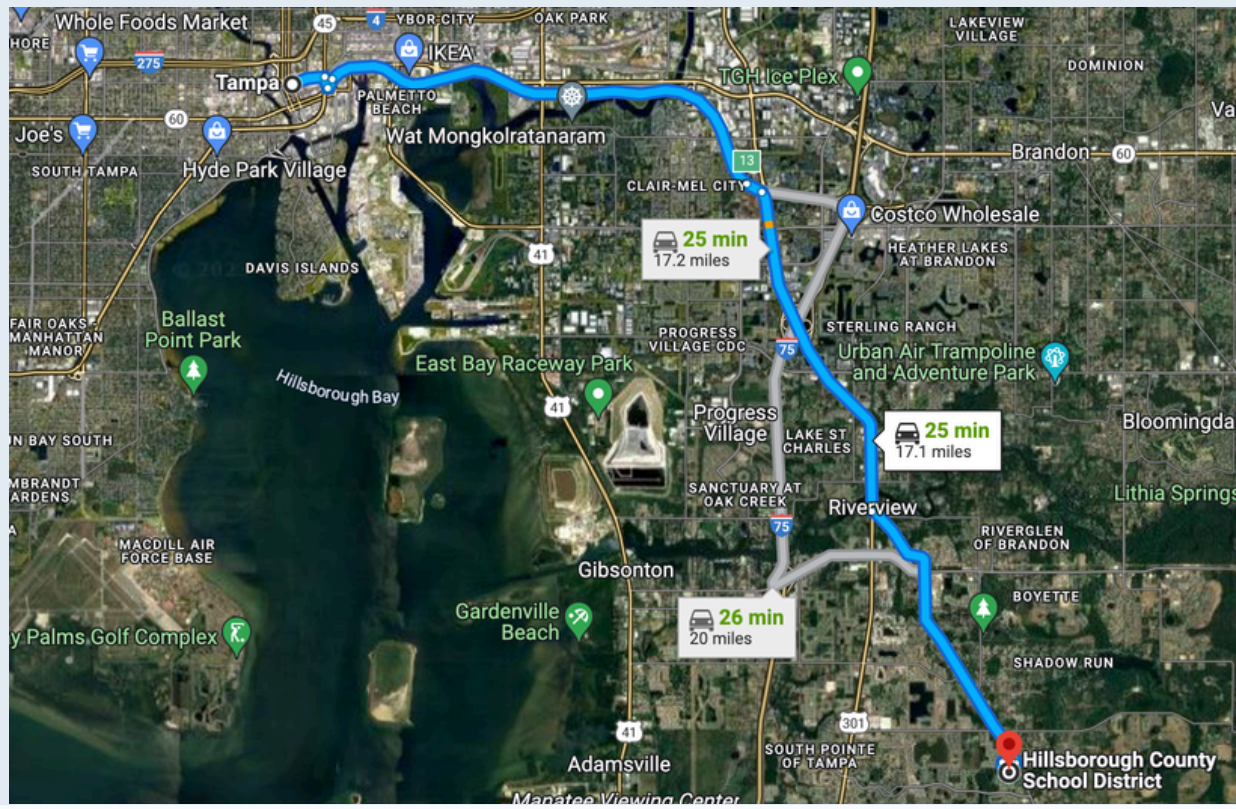 Whole Foods Market
45
4
YBOR CITY
OAK PARK
LAKEVIEW
VILLAGE
HORE
275
IKEA
DOMINION
Tampa
TGH Ice Plex
PALMETTO
BEACH
Va
60
Joe's
Wat Mongkolratanaram
13
Brandon
60
SOUTH TAMPA
Hyde Park Village
CLAIR-MEL CITY
Costco Wholesale
25 min
17.2 miles
41
HEATHER LAKES
AT BRANDON
DAVIS ISLANDS
FAIR OAKS -
MANHATTAN
MANOR
Ballast
Point Park
PROGRESS
VILLAGE CDC
STERLING RANCH
75
Urban Air Trampoline
and Adventure Park
East Bay Raceway Park
Hillsborough Bay
41
Progress
Village
25 min
17.1 miles
Bloomingda
UN BAY SOUTH
LAKE ST
CHARLES
MBRANDT
ARDENS
SANCTUARY AT
OAK CREEK
Lithia Springs
Riverview
75
RIVERGLEN
OF BRANDON
A
MACDILL AIR
FORCE BASE
Gibsonton
BOYETTE
Gardenville
Beach
26 min
20 miles
y Palms Golf Complex
SHADOW RUN
301
41
SOUTH POINTE
OF TAMPA
Adamsville
Hillsborough County
School District
Manatee Viewing Center